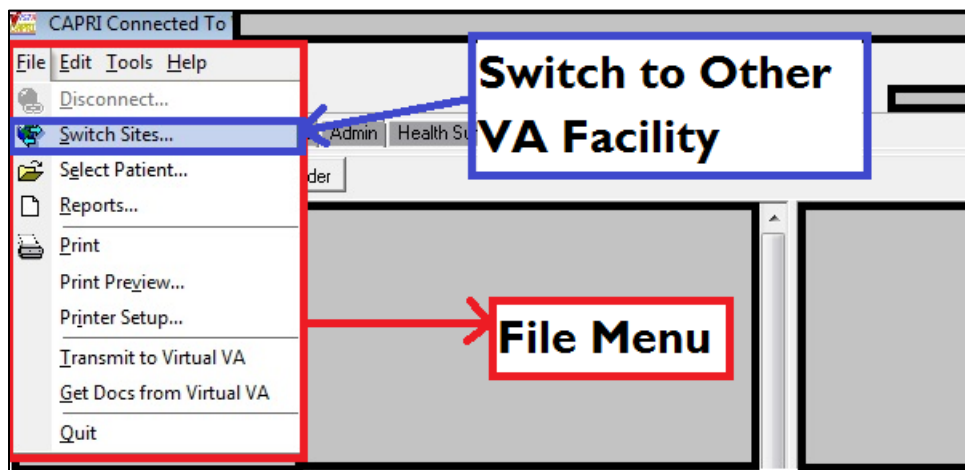 CAPRI Connected To
File Edit Tools Help
Disconnect...
Switch Sites...
Admin Health Su
Select Patient...
der
Reports...
Print
Print Preview...
Printer Setup...
Transmit to Virtual VA
Get Docs from Virtual VA
Quit
Switch to Other
VA Facility
File Menu